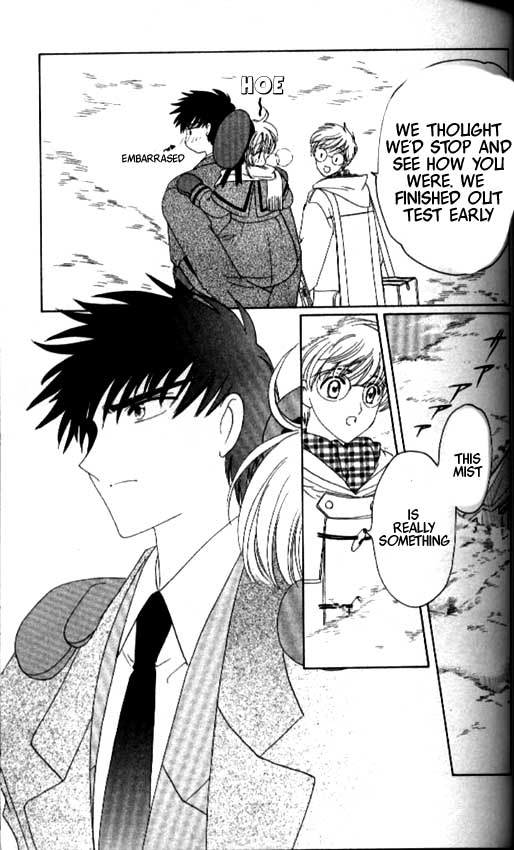 HOE
EMBARRASED
WE THOUGHT
WE'D STOP AND
SEE HOW YOU
WERE. WE
FINISHED OUT
TEST EARLY
THIS
MIST
IS
REALLY
SOMETHING